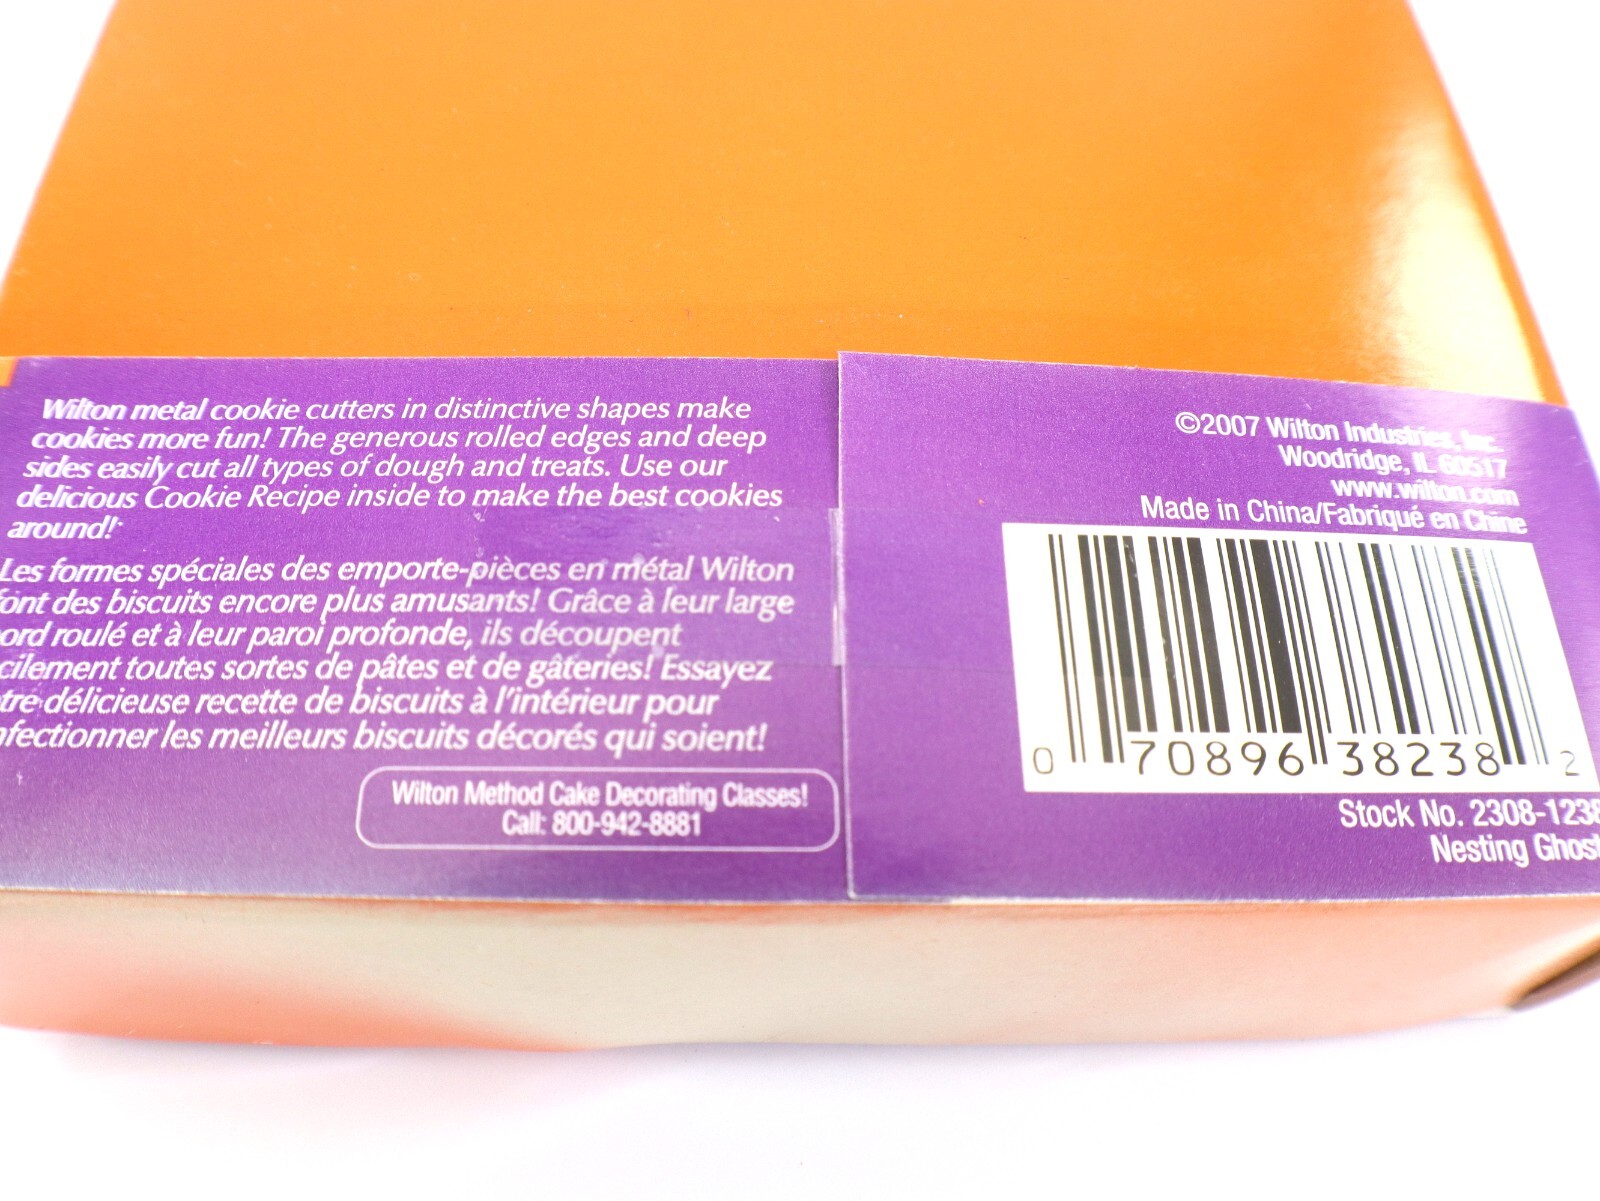 Wilton metal cookie cutters in distinctive shapes make
cookies more fun! The generous rolled edges and deep
sides easily cut all types of dough and treats. Use our
delicious Cookie Recipe inside to make the best cookies
around!
Les formes spéciales des emporte-pièces en métal Wilton
font des biscuits encore plus amusants! Grâce à leur large
ord roulé et à leur paroi profonde, ils découpent
cilement toutes sortes de pâtes et de gâteries! Essayez
tre délicieuse recette de biscuits à l'intérieur pour
nfectionner les meilleurs biscuits décorés qui soient!
Wilton Method Cake Decorating Classes!
Call: 800-942-8881
©2007 Wilton Industries, Inc.
Woodridge, IL 60517
www.wilton.com
Made in China/Fabriqué en Chine
0 70896 38238 2
Stock No. 2308-1238
Nesting Ghost